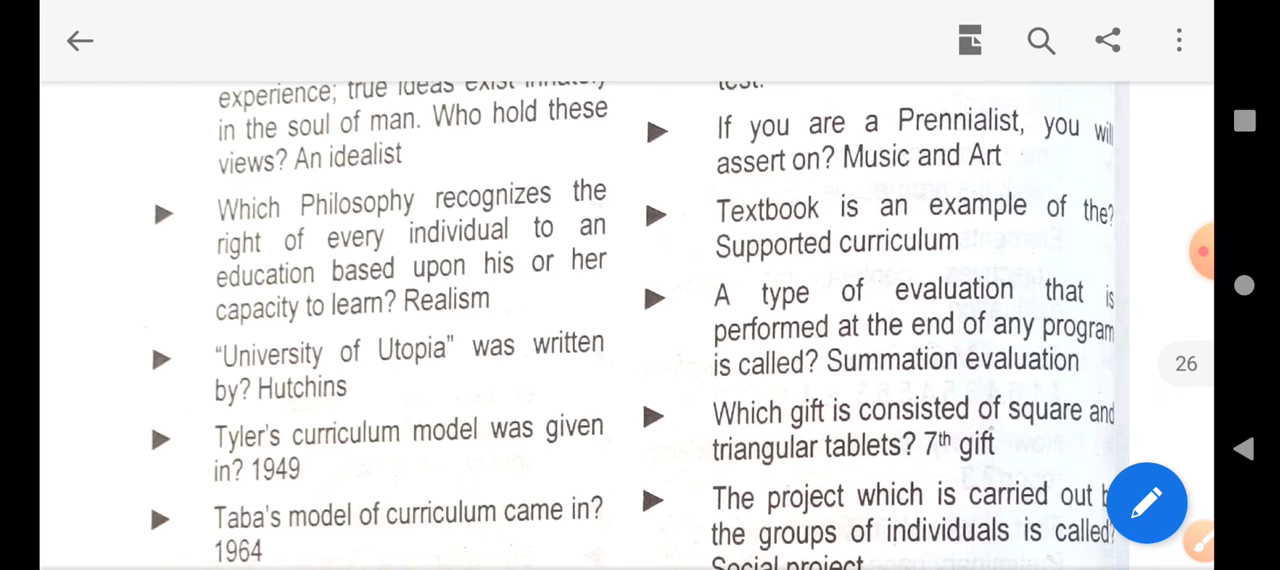 experience; true ideas exist innately
in the soul of man. Who hold these
views? An idealist
Which Philosophy recognizes the
right of every individual to an
education based upon his or her
capacity to learn? Realism
“University of Utopia” was written
by? Hutchins
Tyler's curriculum model was given
in? 1949
Taba's model of curriculum came in?
1964
test.
If you are a Prennialist, you will
assert on? Music and Art
Textbook is an example of the?
Supported curriculum
A type of evaluation that is
performed at the end of any program
is called? Summation evaluation
Which gift is consisted of square and
triangular tablets? 7th gift
The project which is carried out
the groups of individuals is called?
Social project
26